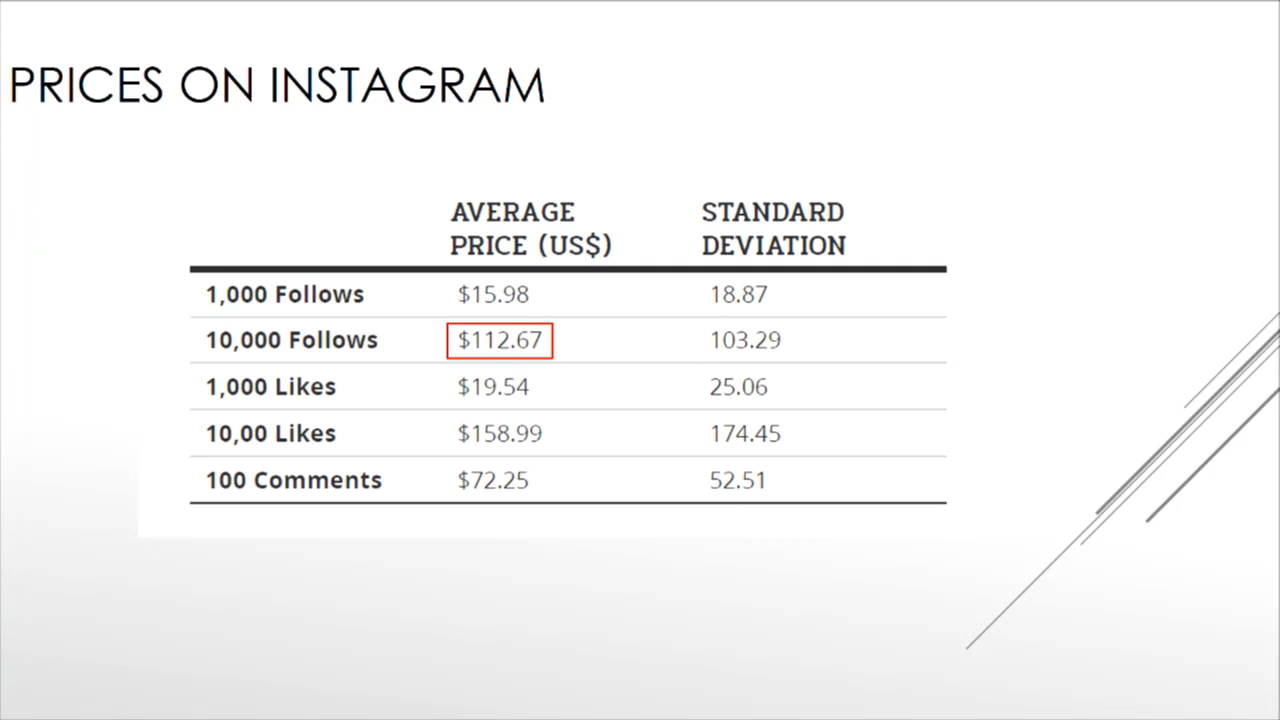 PRICES ON INSTAGRAM
AVERAGE PRICE (US$) STANDARD DEVIATION
1,000 Follows $15.98 18.87
10,000 Follows $112.67 103.29
1,000 Likes $19.54 25.06
10,00 Likes $158.99 174.45
100 Comments $72.25 52.51